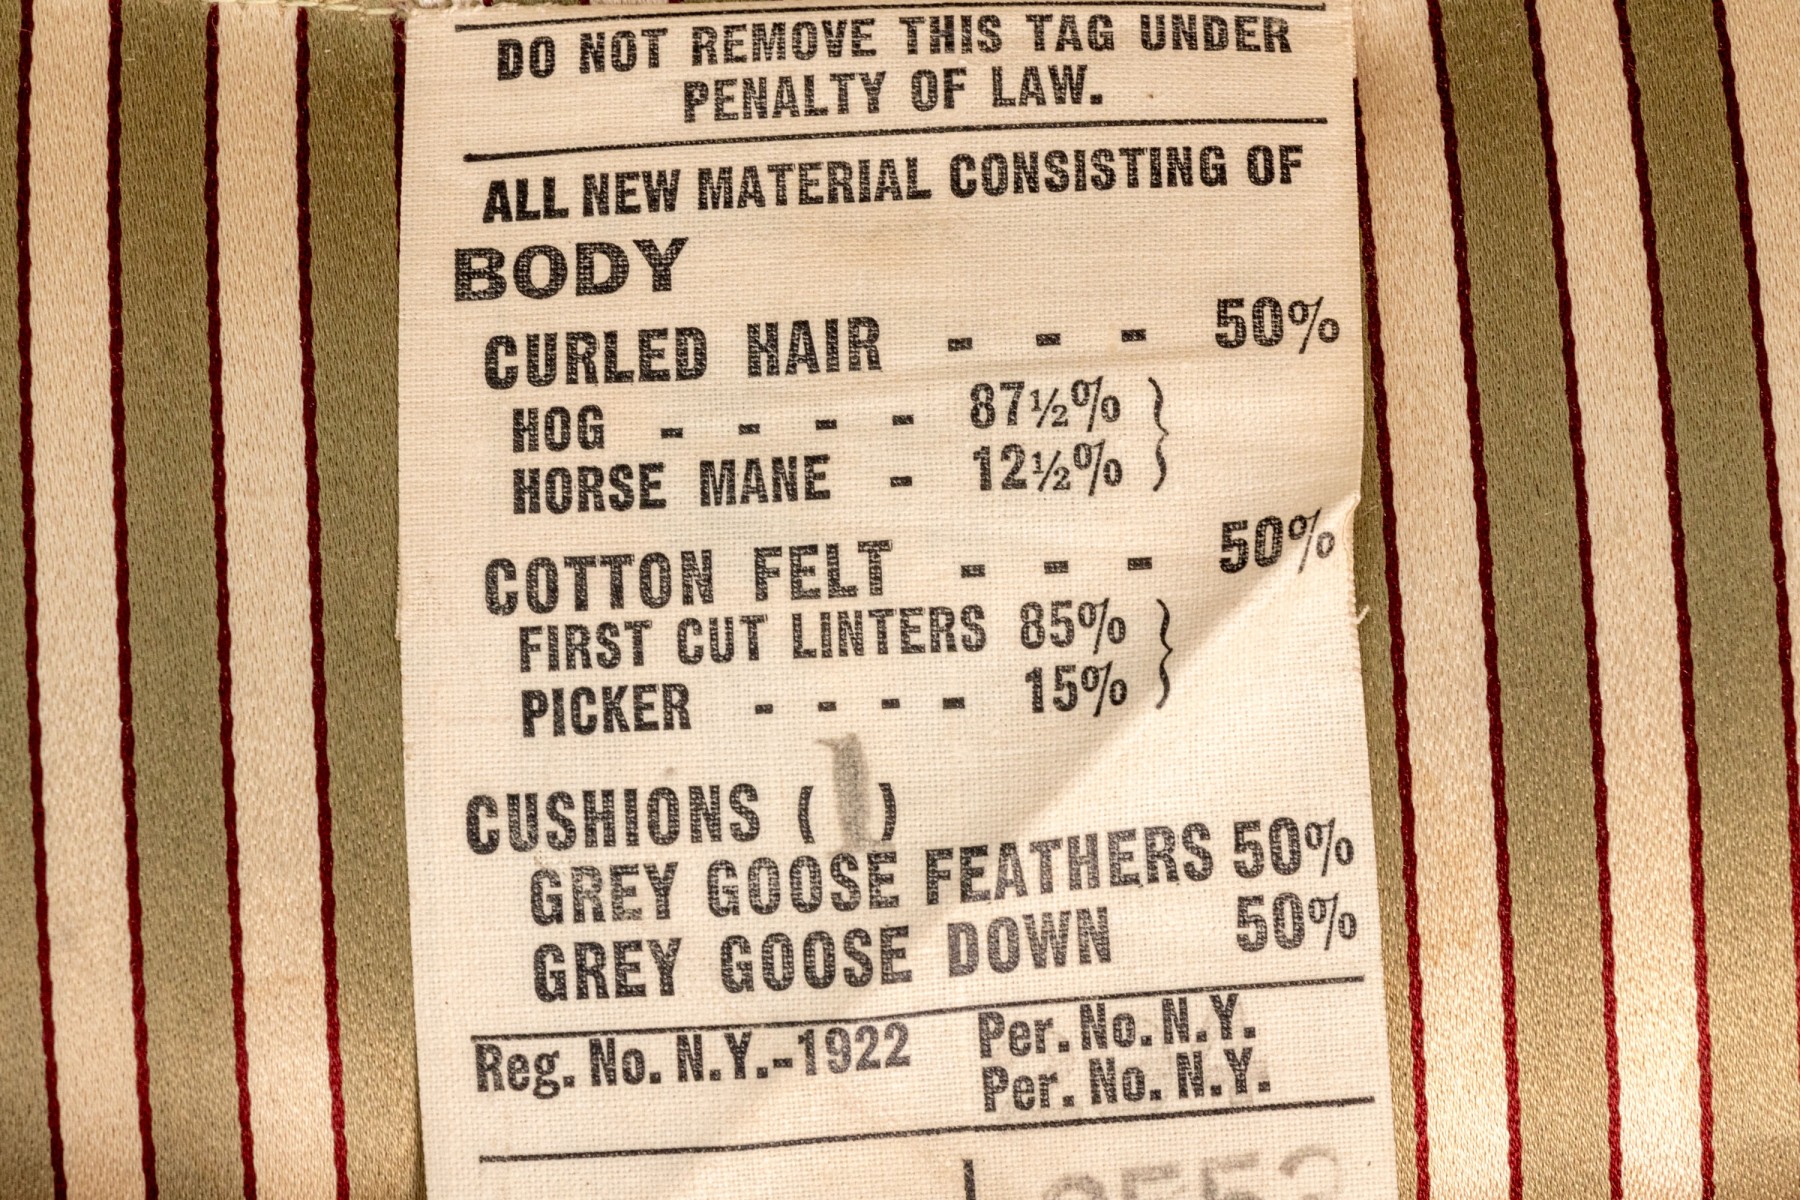 DO NOT REMOVE THIS TAG UNDER
PENALTY OF LAW.
ALL NEW MATERIAL CONSISTING OF
BODY
CURLED HAIR - - - 50%
HOG - - - - 87½%
HORSE MANE - 12½%
COTTON FELT - - - 50%
FIRST CUT LINTERS 85%
PICKER - - - - 15%
CUSHIONS ( )
GREY GOOSE FEATHERS 50%
GREY GOOSE DOWN 50%
Reg. No. N.Y.-1922 Per. No. N.Y.
Per. No. N.Y.